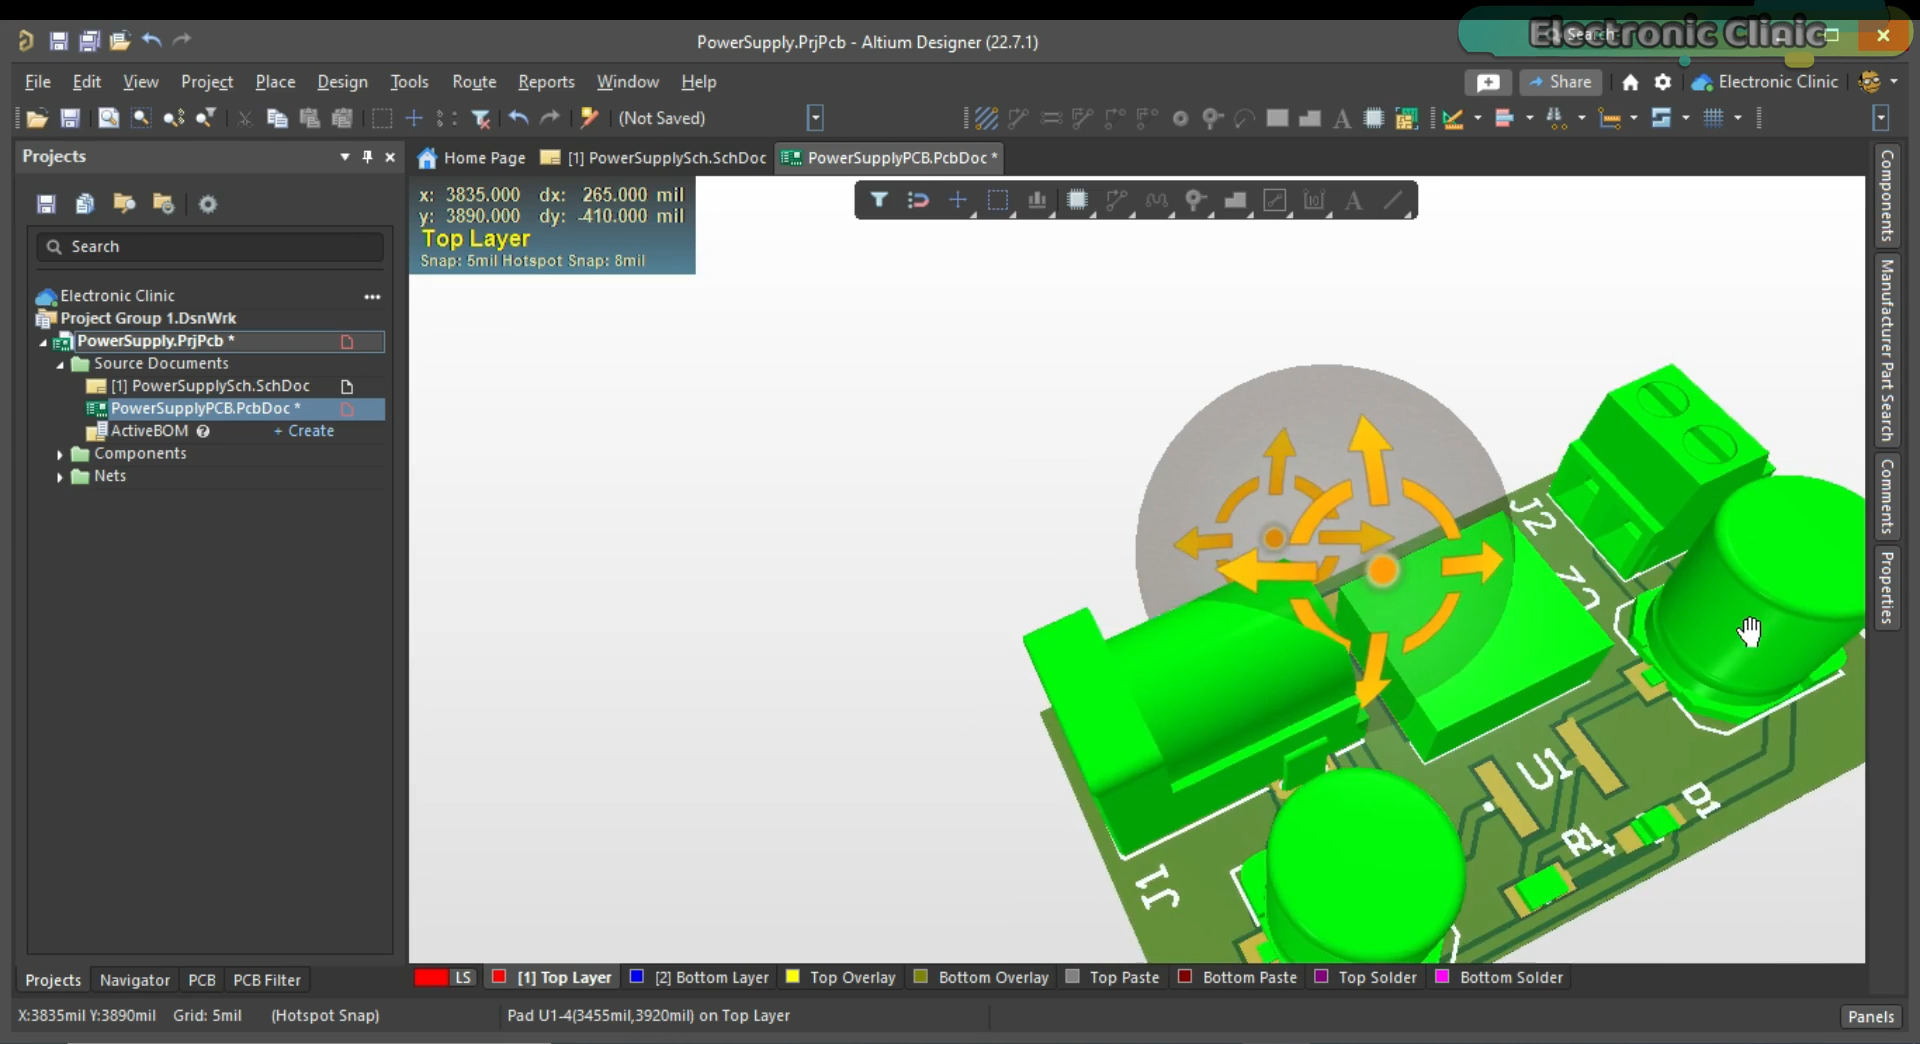 Electronic Clinic
PowerSupply.PrjPcb - Altium Designer (22.7.1)
Search
File Edit View Project Place Design Tools Route Reports Window Help
Share
Electronic Clinic
(Not Saved)
Projects
Home Page
[1] PowerSupplySch.SchDoc
PowerSupplyPCB.PcbDoc *
x: 3835.000 dx: 265.000 mil
y: 3890.000 dy: -410.000 mil
Top Layer
Snap: 5mil Hotspot Snap: 8mil
Search
Electronic Clinic
Project Group 1.DsnWrk
PowerSupply.PrjPcb *
Source Documents
[1] PowerSupplySch.SchDoc
PowerSupplyPCB.PcbDoc *
ActiveBOM + Create
Components
Nets
Components
Manufacturer Part Search
Comments
Properties
J2
U1
D1
R1
+
J1
Projects Navigator PCB PCB Filter
LS [1] Top Layer [2] Bottom Layer Top Overlay Bottom Overlay Top Paste Bottom Paste Top Solder Bottom Solder
X:3835mil Y:3890mil Grid: 5mil (Hotspot Snap) Pad U1-4(3455mil,3920mil) on Top Layer
Panels